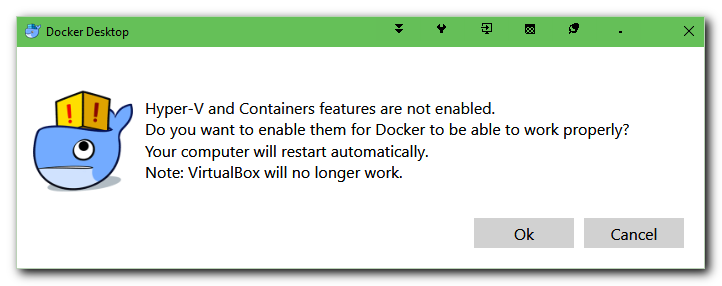 Docker Desktop
Hyper-V and Containers features are not enabled.
Do you want to enable them for Docker to be able to work properly?
Your computer will restart automatically.
Note: VirtualBox will no longer work.
Ok
Cancel